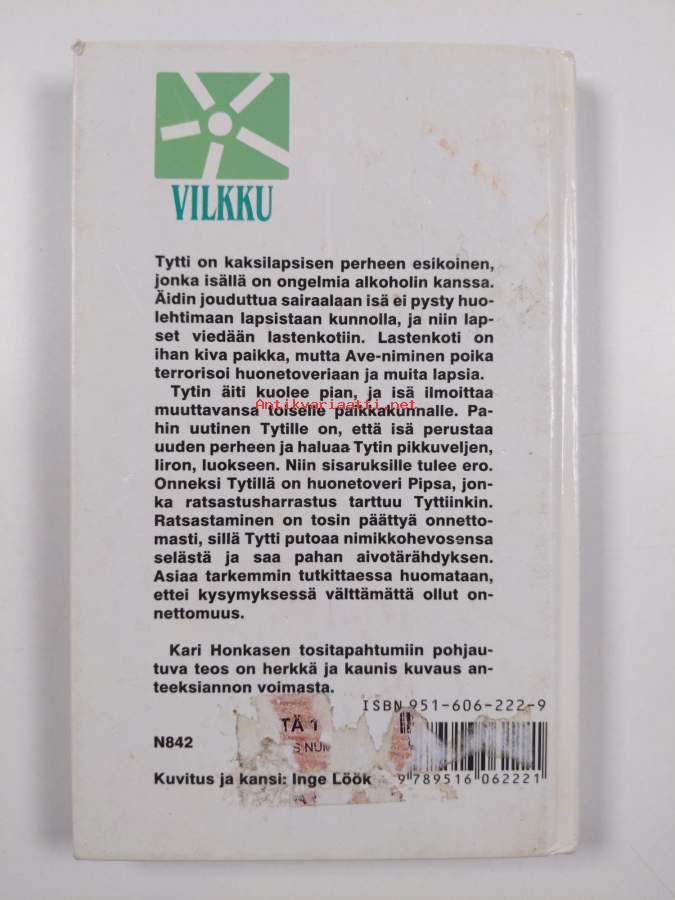 VILKKU
Tytti on kaksilapsisen perheen esikoinen,
jonka isällä on ongelmia alkoholin kanssa.
Äidin jouduttua sairaalaan isä ei pysty huo-
lehtimaan lapsistaan kunnolla, ja niin lap-
set viedään lastenkotiin. Lastenkoti on
ihan kiva paikka, mutta Ave-niminen poika
terrorisoi huonetoveriaan ja muita lapsia.
Tytin äiti kuolee pian, ja isä ilmoittaa
Antikvariaatti.net
muuttavansa toiselle paikkakunnalle. Pa-
hin uutinen Tytille on, että isä perustaa
uuden perheen ja haluaa Tytin pikkuveljen,
Iiron, luokseen. Niin sisaruksille tulee ero.
Onneksi Tytillä on huonetoveri Pipsa, jon-
ka ratsastusharrastus tarttuu Tyttiinkin.
Ratsastaminen on tosin päättyä onnetto-
masti, sillä Tytti putoaa nimikkohevosensa
selästä ja saa pahan aivotärähdyksen.
Asiaa tarkemmin tutkittaessa huomataan,
ettei kysymyksessä välttämättä ollut on-
nettomuus.
Kari Honkasen tositapahtumiin pohjau-
tuva teos on herkkä ja kaunis kuvaus an-
teeksiannon voimasta.
ISBN 951-606-222-9
TÄ 1
N842
S NUM
Kuvitus ja kansi: Inge Löök
9 789516 062221